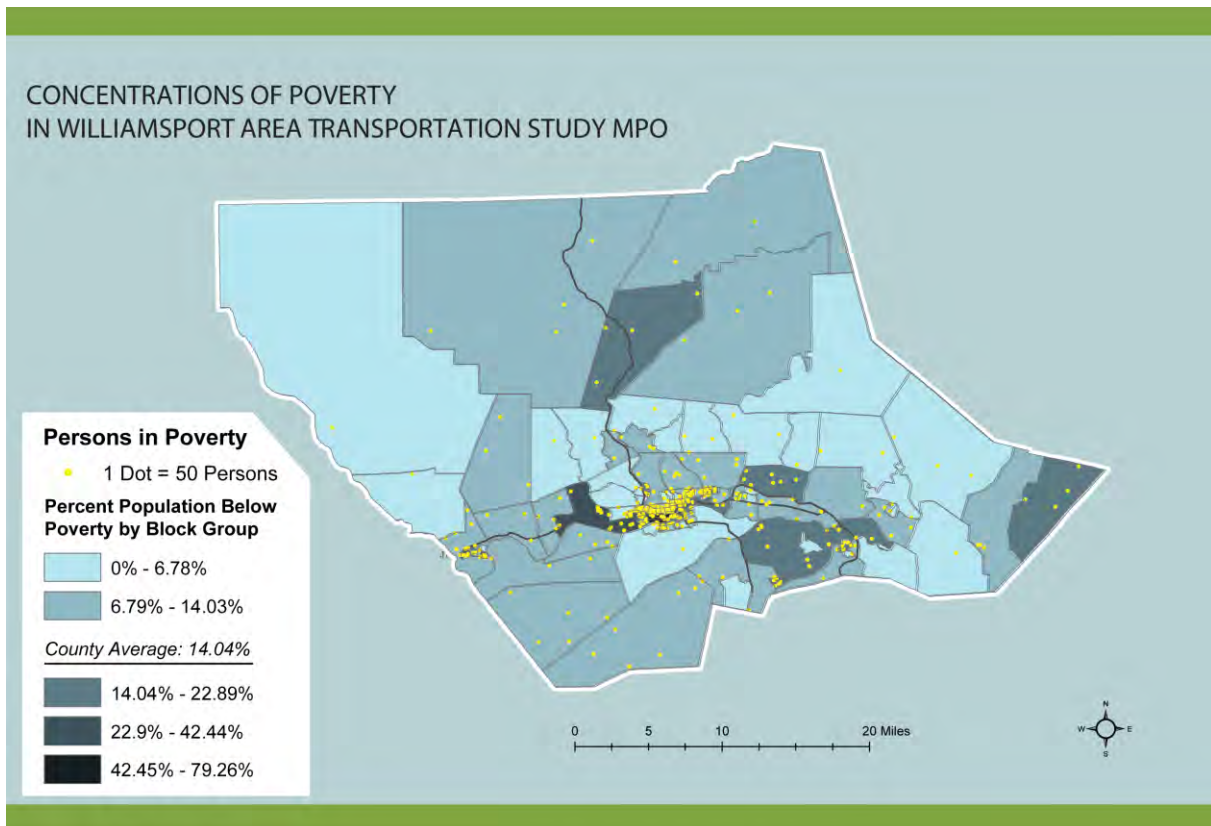 CONCENTRATIONS OF POVERTY
IN WILLIAMSPORT AREA TRANSPORTATION STUDY MPO
Persons in Poverty
1 Dot = 50 Persons
Percent Population Below
Poverty by Block Group
0% - 6.78%
6.79% - 14.03%
County Average: 14.04%
14.04% - 22.89%
22.9% - 42.44%
42.45% - 79.26%
0 5 10 20 Miles
N
W E
S